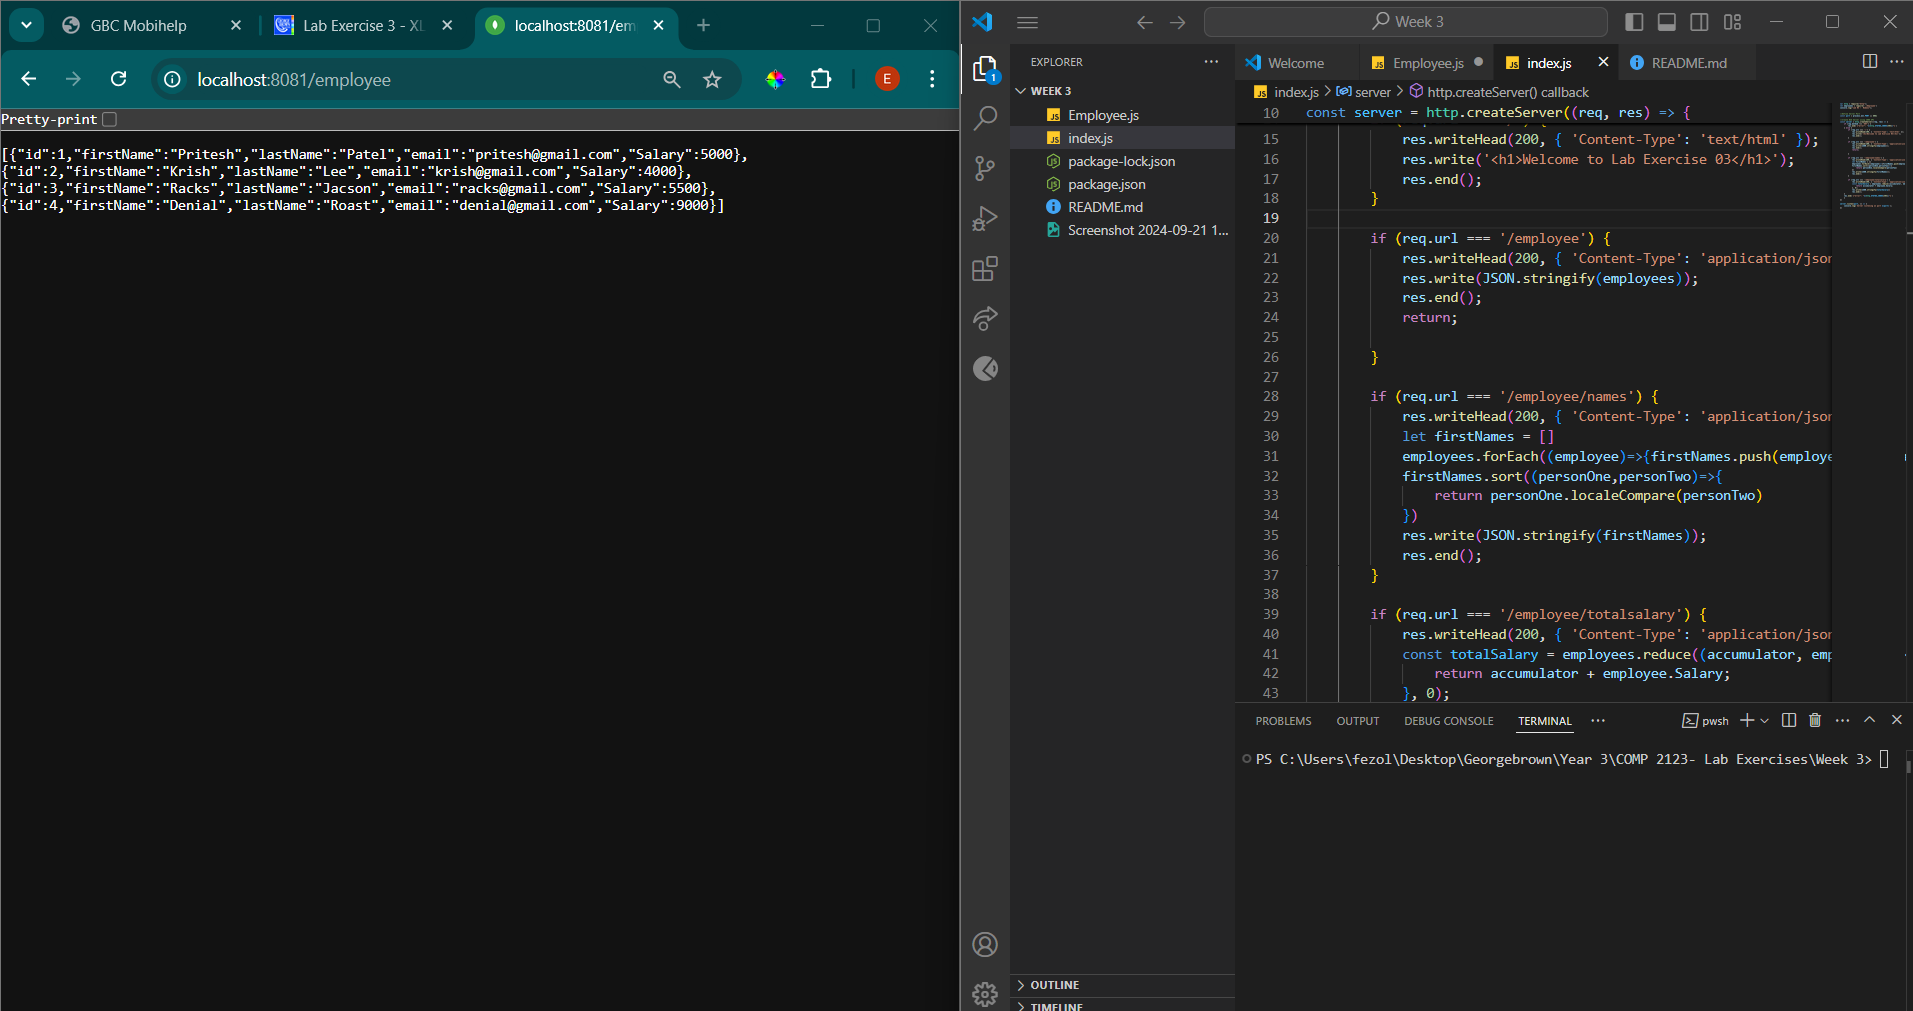 GBC Mobihelp
Lab Exercise 3 - XL
localhost:8081/em
localhost:8081/employee
E
Pretty-print
[{"id":1,"firstName":"Pritesh","lastName":"Patel","email":"pritesh@gmail.com","Salary":5000},
{"id":2,"firstName":"Krish","lastName":"Lee","email":"krish@gmail.com","Salary":4000},
{"id":3,"firstName":"Racks","lastName":"Jacson","email":"racks@gmail.com","Salary":5500},
{"id":4,"firstName":"Denial","lastName":"Roast","email":"denial@gmail.com","Salary":9000}]
Week 3
1
EXPLORER
WEEK 3
JS Employee.js
JS index.js
package-lock.json
package.json
README.md
Screenshot 2024-09-21 1...
OUTLINE
TIMELINE
Welcome
JS Employee.js
JS index.js
README.md
JS index.js > server > http.createServer() callback
10 const server = http.createServer((req, res) => {
15 res.writeHead(200, { 'Content-Type': 'text/html' });
16 res.write('<h1>Welcome to Lab Exercise 03</h1>');
17 res.end();
18 }
19
20 if (req.url === '/employee') {
21 res.writeHead(200, { 'Content-Type': 'application/json
22 res.write(JSON.stringify(employees));
23 res.end();
24 return;
25
26 }
27
28 if (req.url === '/employee/names') {
29 res.writeHead(200, { 'Content-Type': 'application/json
30 let firstNames = []
31 employees.forEach((employee)=>{firstNames.push(employe
32 firstNames.sort((personOne,personTwo)=>{
33 return personOne.localeCompare(personTwo)
34 })
35 res.write(JSON.stringify(firstNames));
36 res.end();
37 }
38
39 if (req.url === '/employee/totalsalary') {
40 res.writeHead(200, { 'Content-Type': 'application/json
41 const totalSalary = employees.reduce((accumulator, emp
42 return accumulator + employee.Salary;
43 }, 0);
PROBLEMS OUTPUT DEBUG CONSOLE TERMINAL
pwsh
PS C:\Users\fezol\Desktop\Georgebrown\Year 3\COMP 2123- Lab Exercises\Week 3>